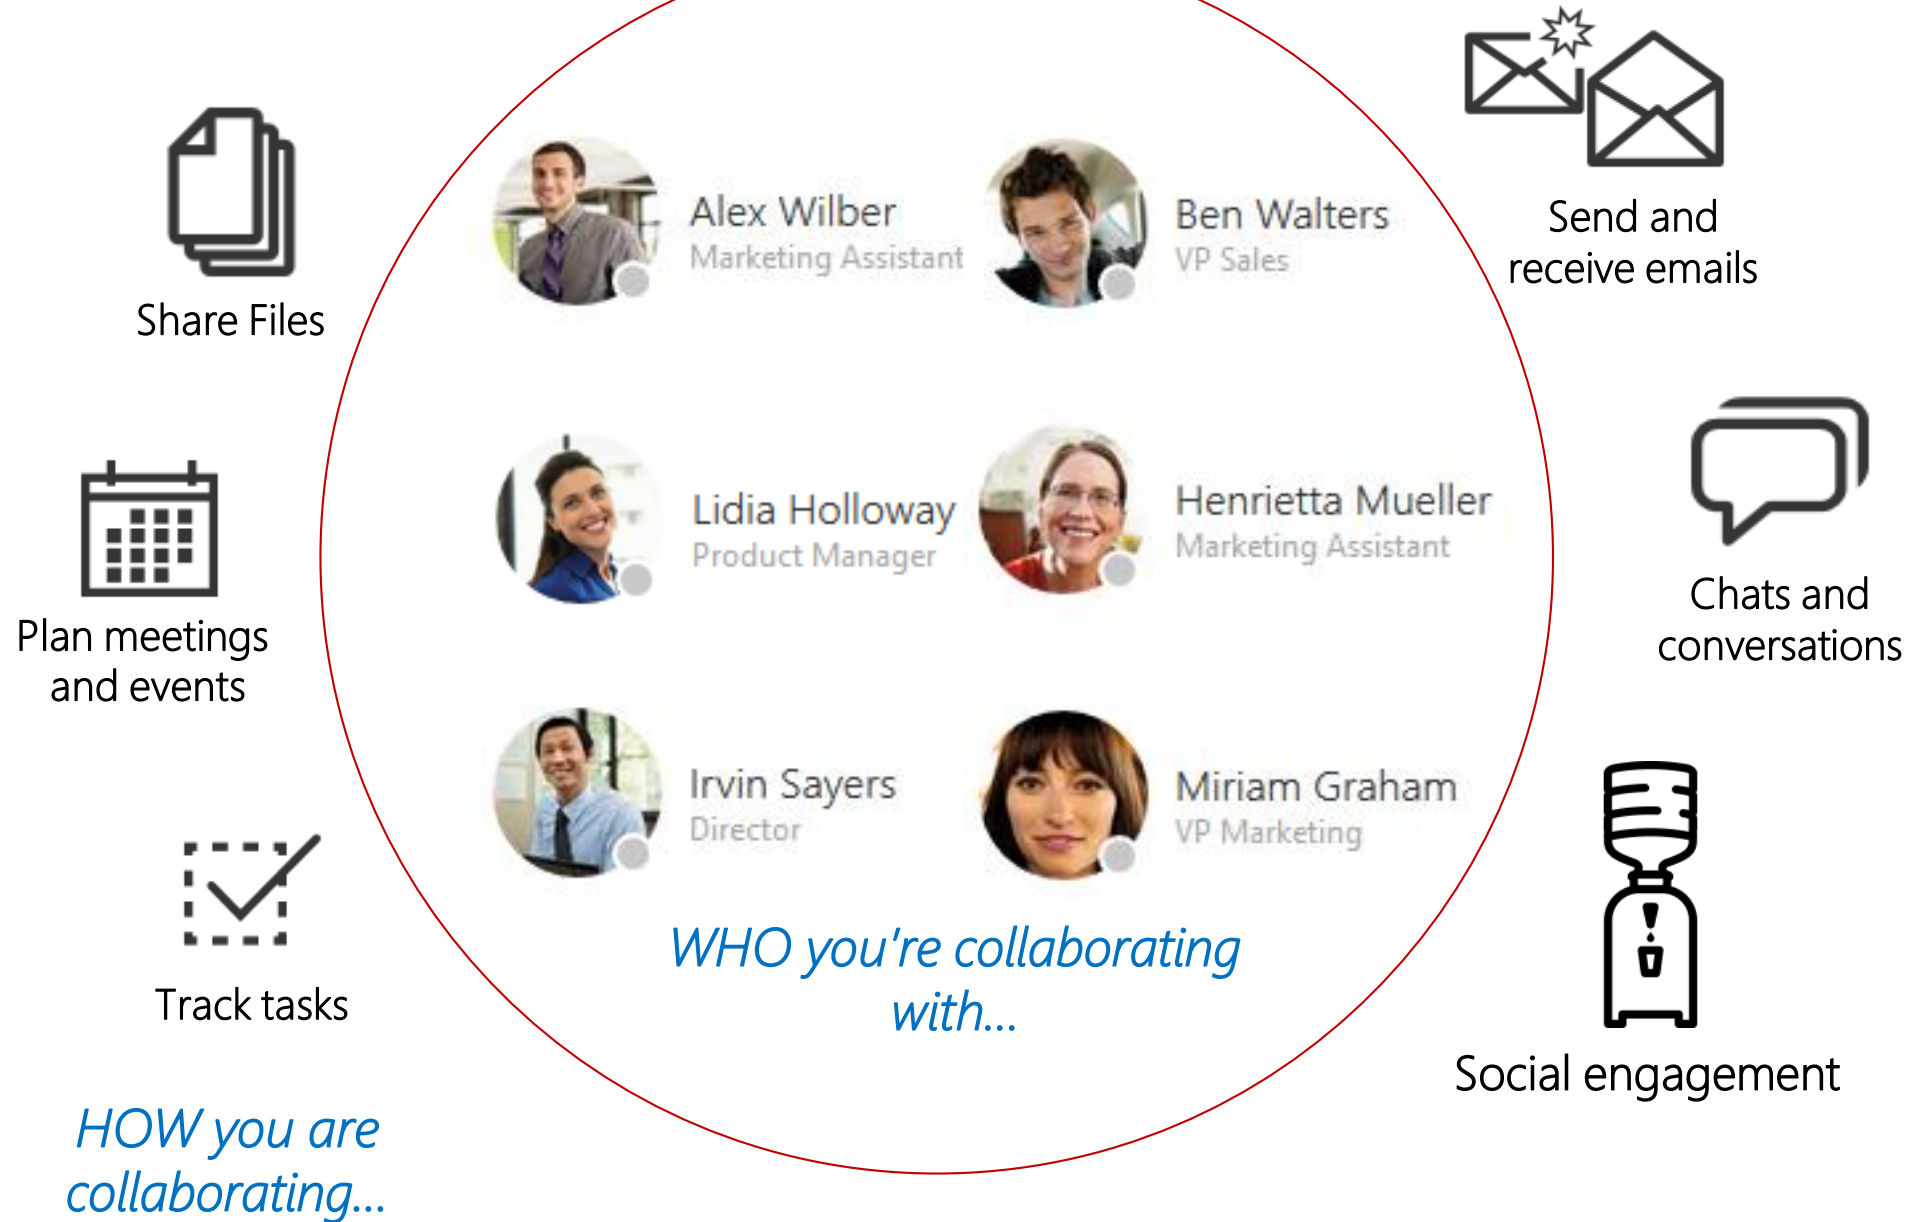 Share Files
Plan meetings
and events
Track tasks
HOW you are
collaborating...
Alex Wilber
Marketing Assistant
Ben Walters
VP Sales
Lidia Holloway
Product Manager
Henrietta Mueller
Marketing Assistant
Irvin Sayers
Director
Miriam Graham
VP Marketing
WHO you're collaborating
with...
Send and
receive emails
Chats and
conversations
Social engagement